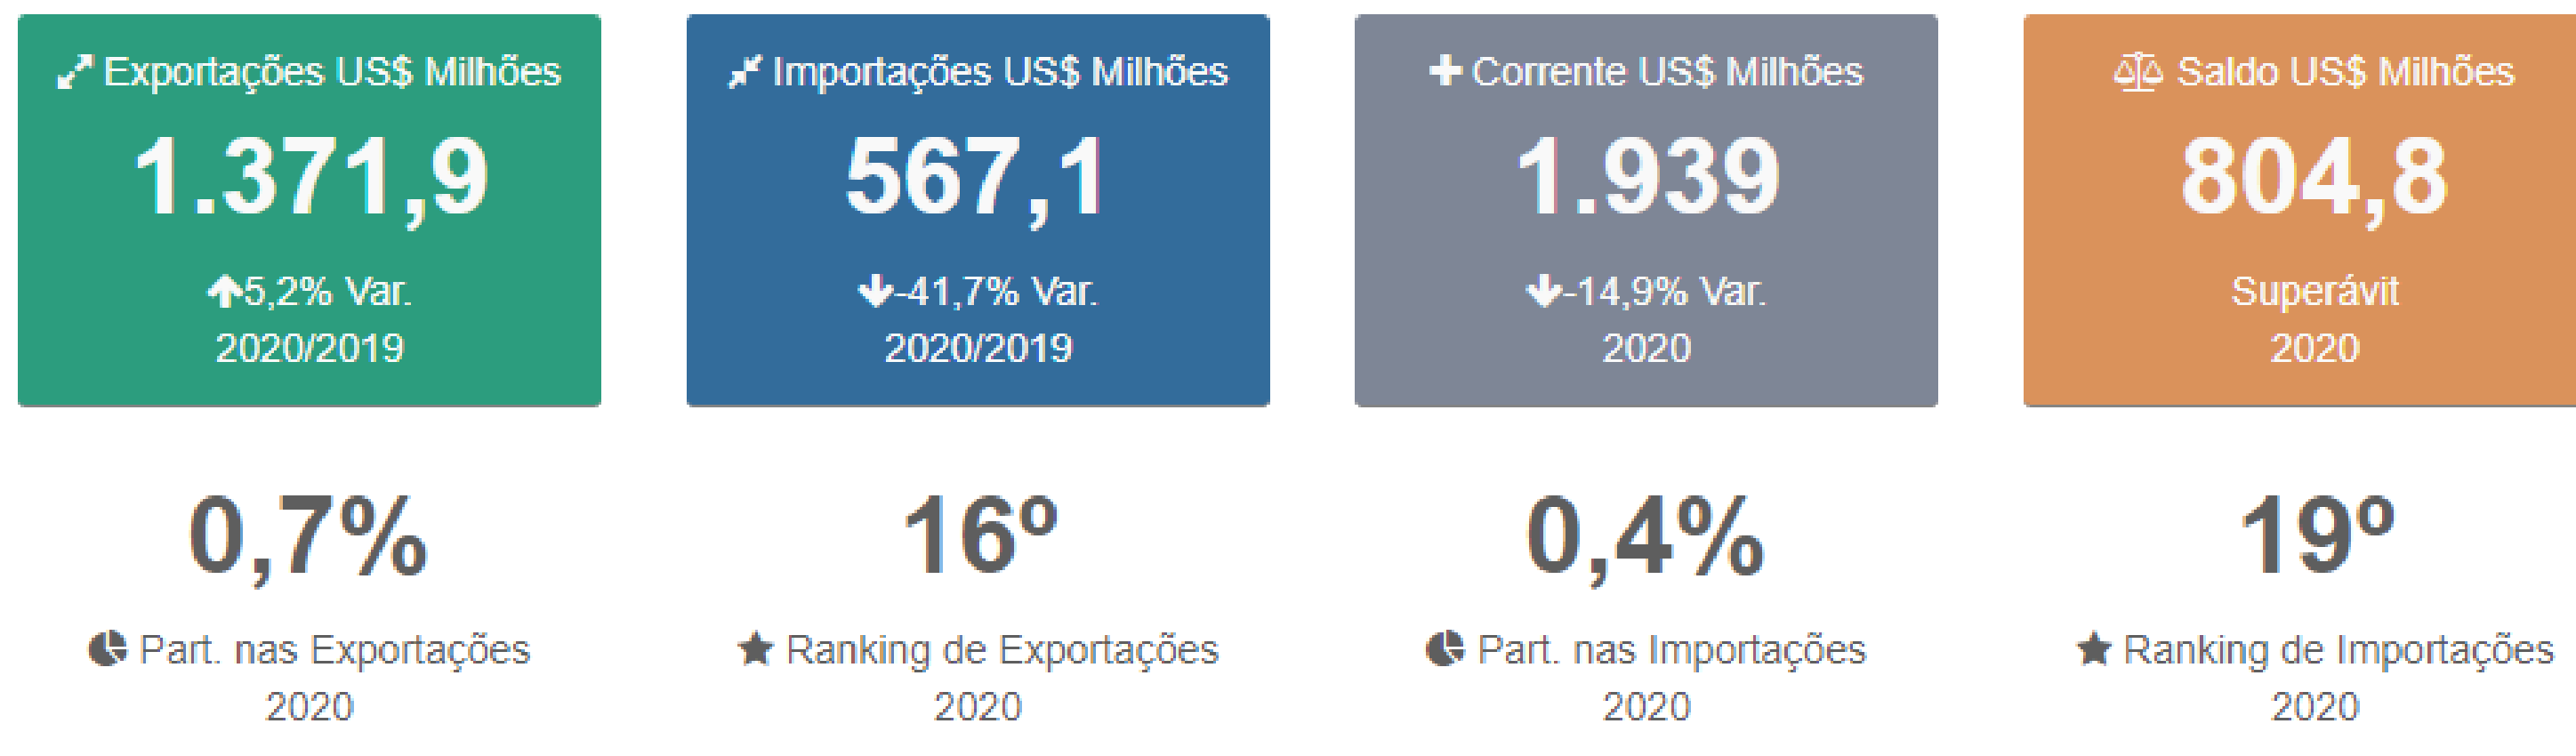 Exportações US$ Milhões
1.371,9
5,2% Var.
2020/2019
Importações US$ Milhões
567,1
-41,7% Var.
2020/2019
Corrente US$ Milhões
1.939
-14,9% Var.
2020
Saldo US$ Milhões
804,8
Superávit
2020
0,7%
Part. nas Exportações
2020
16º
Ranking de Exportações
2020
0,4%
Part. nas Importações
2020
19º
Ranking de Importações
2020